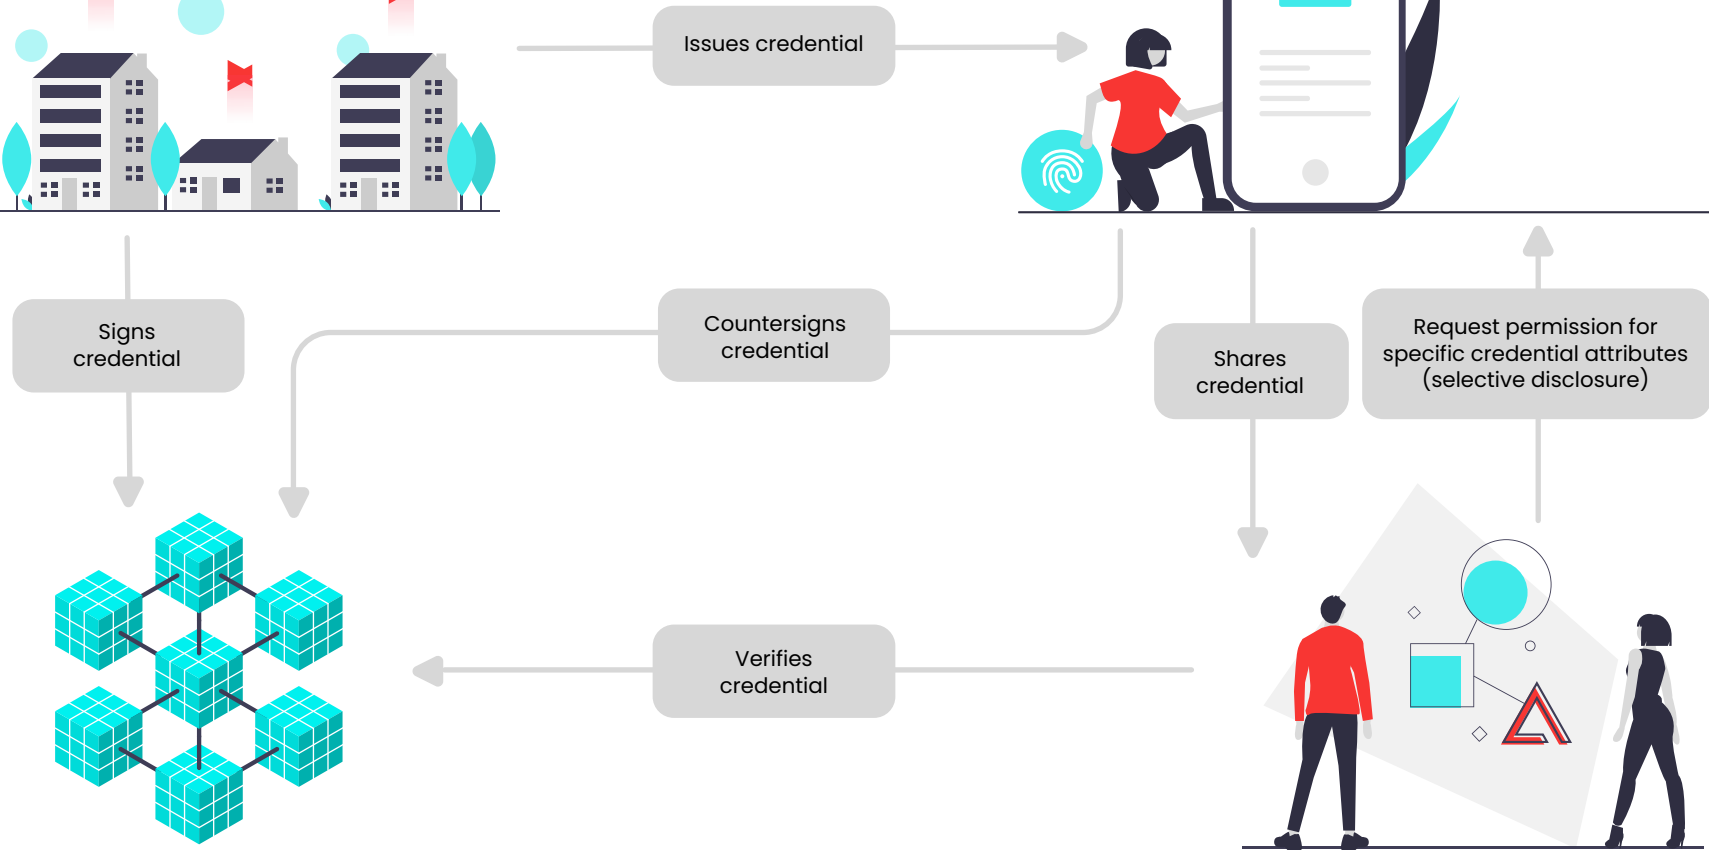 Issues credential
Signs
credential
Countersigns
credential
Shares
credential
Request permission for
specific credential attributes
(selective disclosure)
Verifies
credential